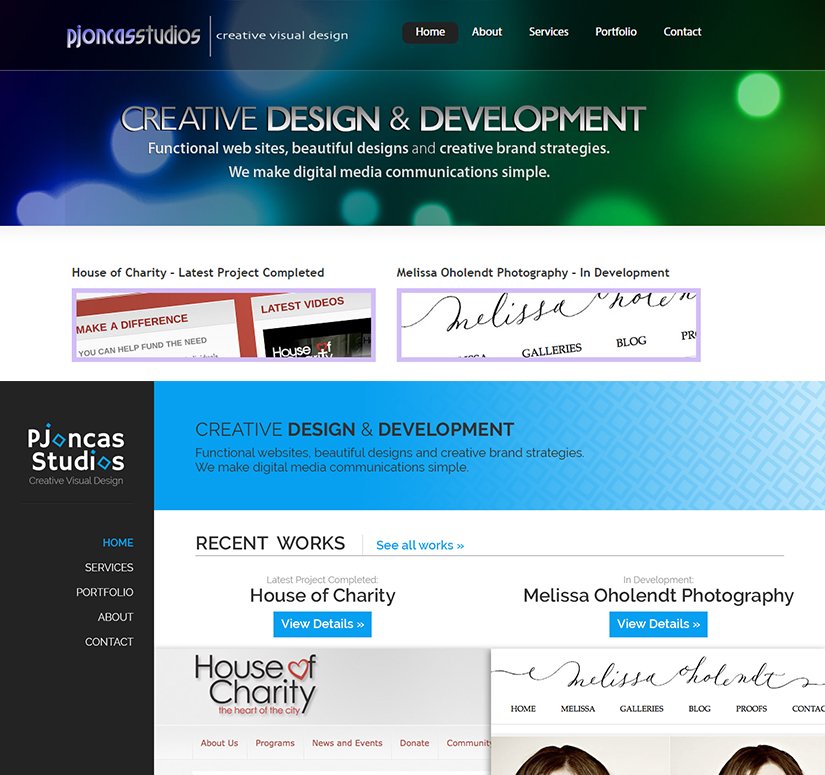 pjoncasstudios
creative visual design
Home About Services Portfolio Contact
CREATIVE DESIGN & DEVELOPMENT
Functional web sites, beautiful designs and creative brand strategies.
We make digital media communications simple.
House of Charity - Latest Project Completed
Melissa Oholendt Photography - In Development
MAKE A DIFFERENCE
YOU CAN HELP FUND THE NEED
LATEST VIDEOS
House of
melissa
GALLERIES BLOG
Pjoncas
Studios
Creative Visual Design
HOME
SERVICES
PORTFOLIO
ABOUT
CONTACT
CREATIVE DESIGN & DEVELOPMENT
Functional websites, beautiful designs and creative brand strategies.
We make digital media communications simple.
RECENT WORKS
See all works »
Latest Project Completed:
House of Charity
View Details »
In Development:
Melissa Oholendt Photography
View Details »
House of
Charity
the heart of the city
About Us Programs News and Events Donate Community
melissa oholendt
HOME MELISSA GALLERIES BLOG PROOFS CONTAC